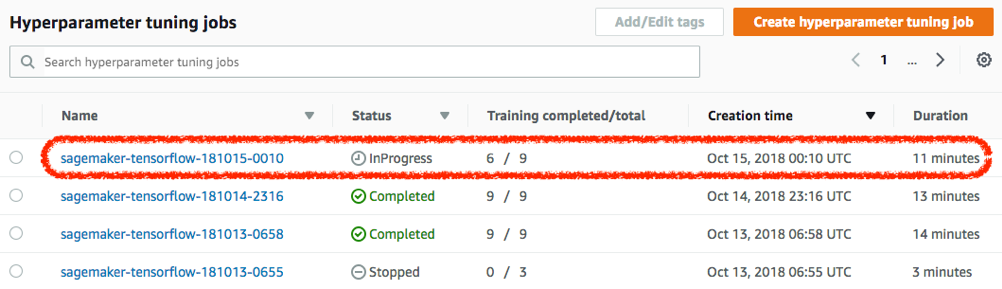 Hyperparameter tuning jobs
Add/Edit tags
Create hyperparameter tuning job
Search hyperparameter tuning jobs
1 ...
Name Status Training completed/total Creation time Duration
sagemaker-tensorflow-181015-0010 InProgress 6 / 9 Oct 15, 2018 00:10 UTC 11 minutes
sagemaker-tensorflow-181014-2316 Completed 9 / 9 Oct 14, 2018 23:16 UTC 13 minutes
sagemaker-tensorflow-181013-0658 Completed 9 / 9 Oct 13, 2018 06:58 UTC 14 minutes
sagemaker-tensorflow-181013-0655 Stopped 0 / 3 Oct 13, 2018 06:55 UTC 3 minutes